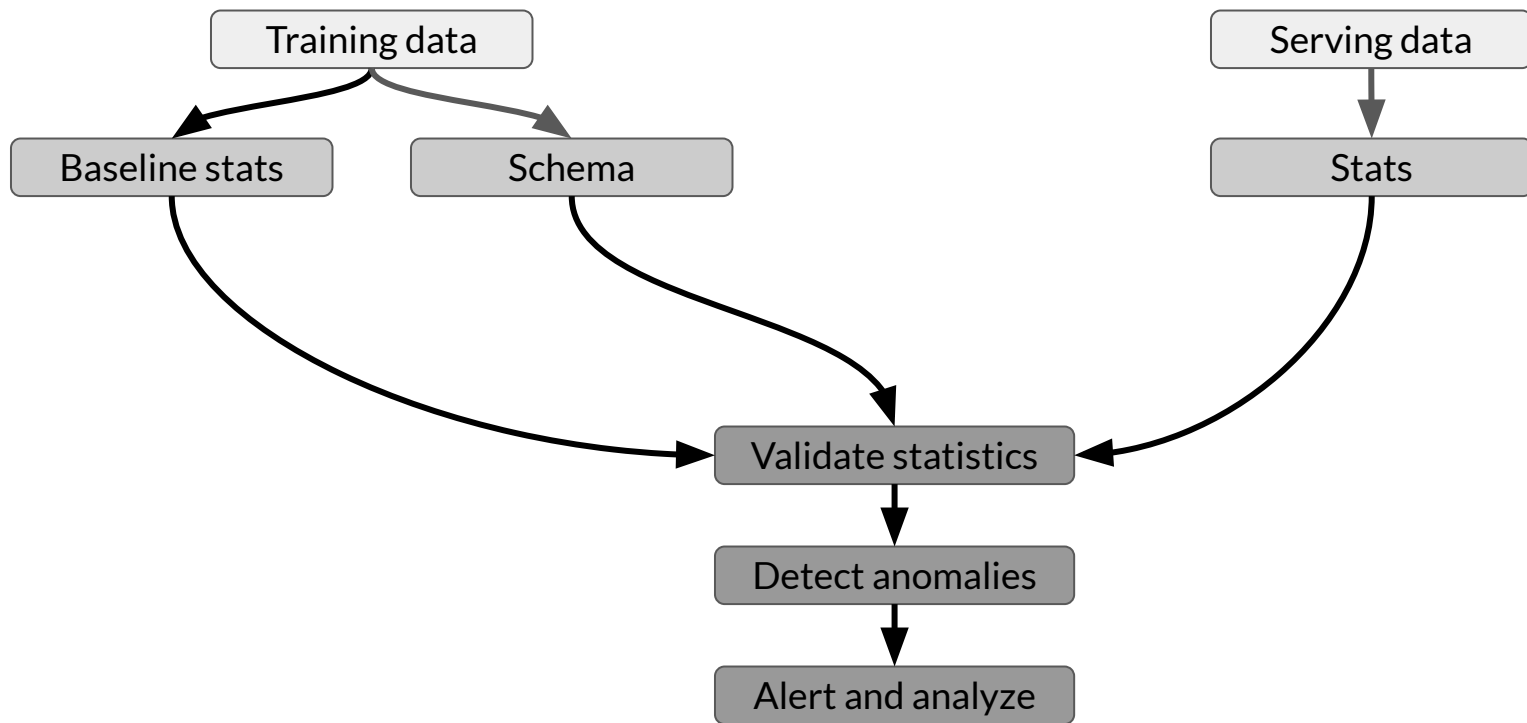 Training data
Serving data
Baseline stats
Schema
Stats
Validate statistics
Detect anomalies
Alert and analyze